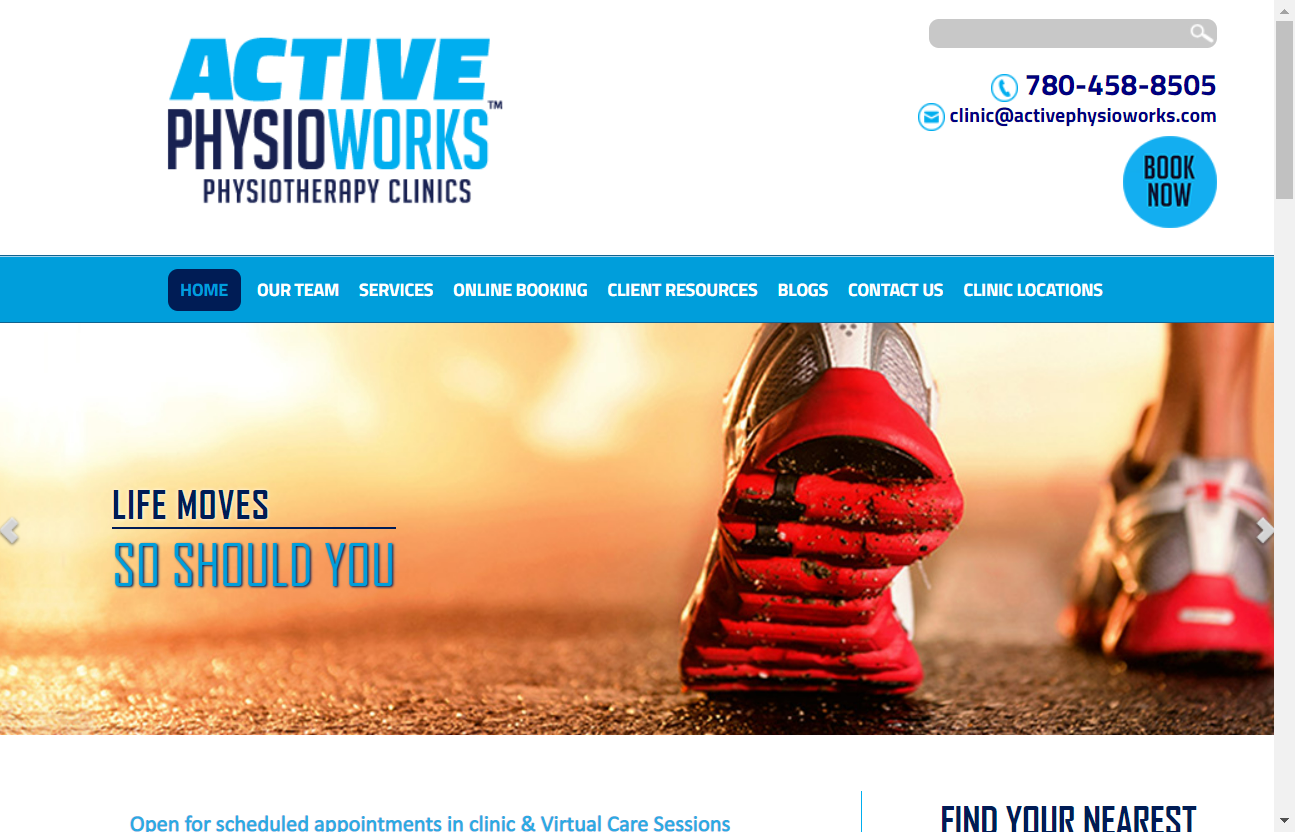 ACTIVE
PHYSIOWORKS™
PHYSIOTHERAPY CLINICS
780-458-8505
clinic@activephysioworks.com
BOOK
NOW
HOME OUR TEAM SERVICES ONLINE BOOKING CLIENT RESOURCES BLOGS CONTACT US CLINIC LOCATIONS
LIFE MOVES
SO SHOULD YOU
Open for scheduled appointments in clinic & Virtual Care Sessions
FIND YOUR NEAREST